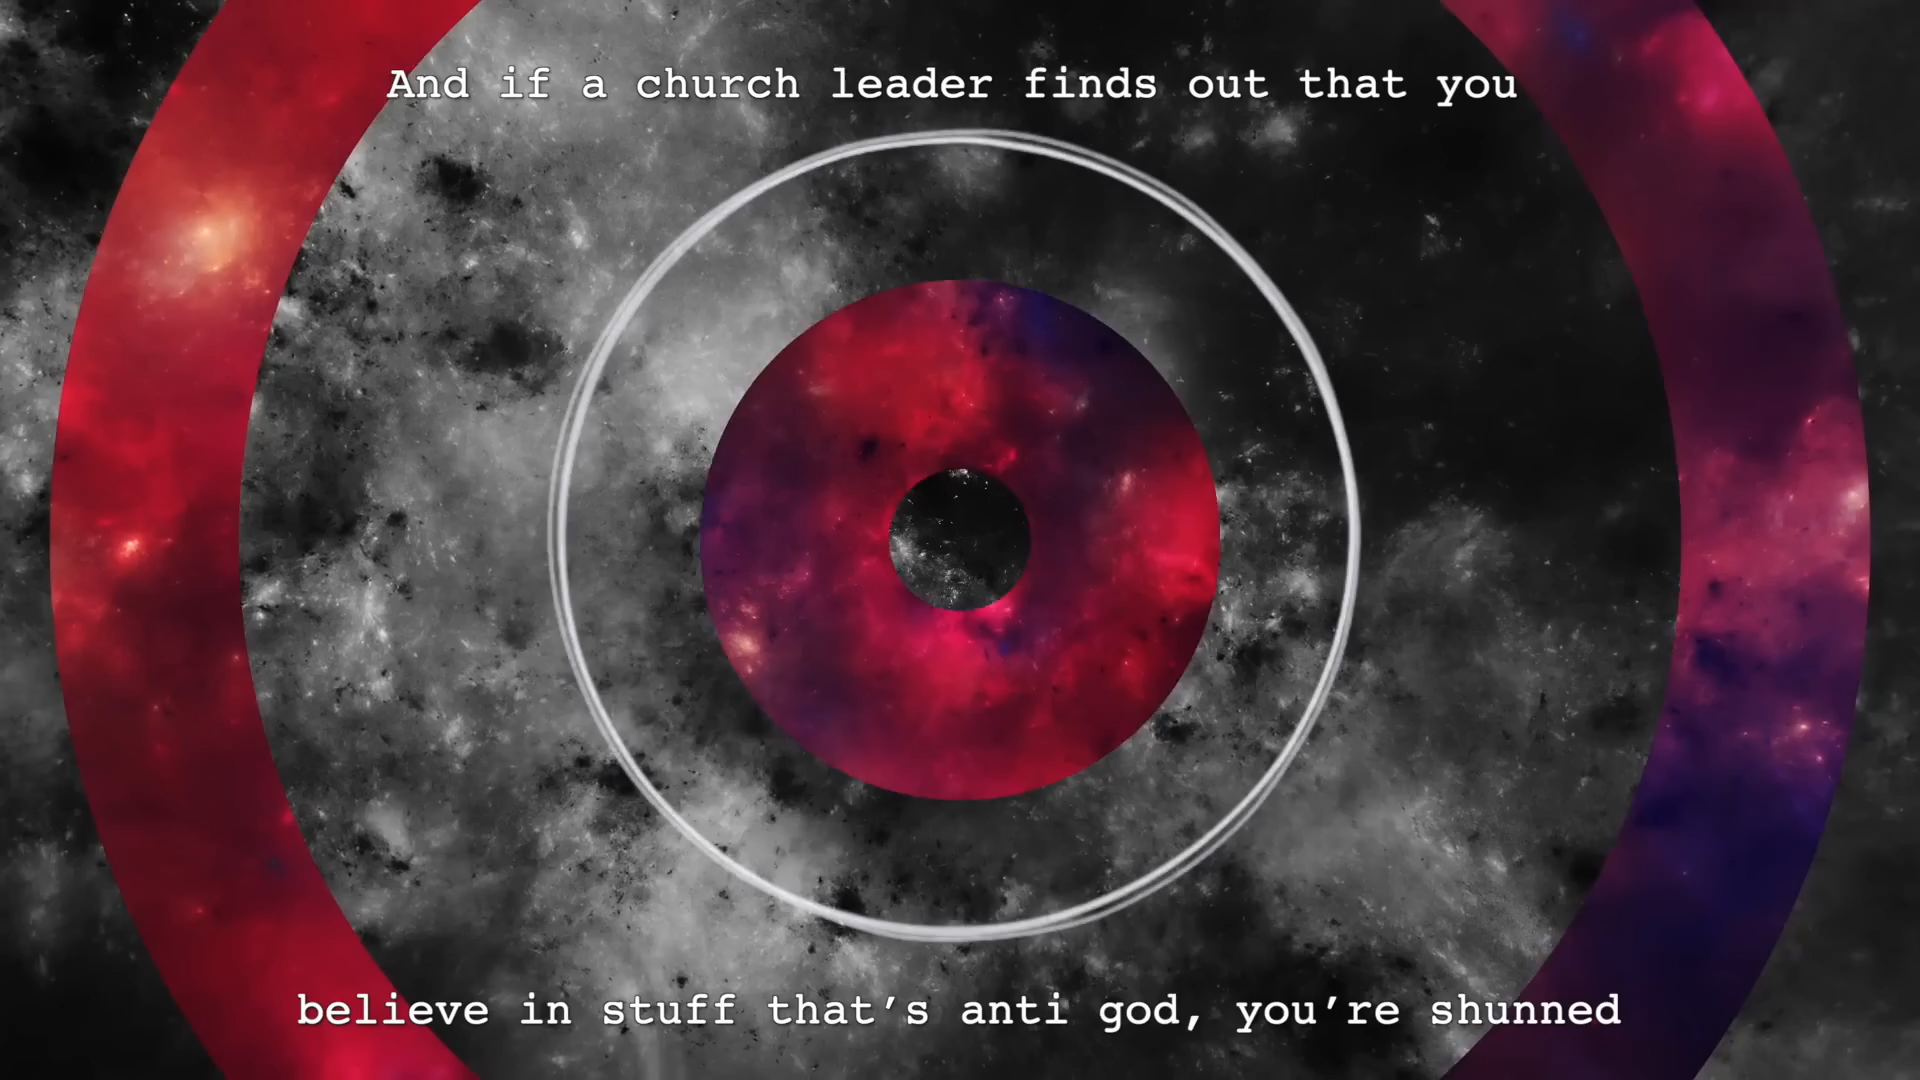 And if a church leader finds out that you
believe in stuff that’s anti god, you’re shunned